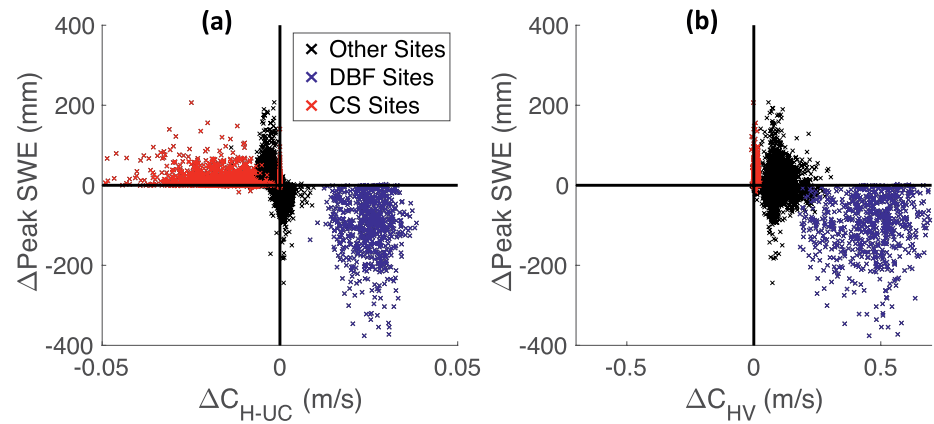 (a)
400
200
0
-200
-400
ΔPeak SWE (mm)
× Other Sites
× DBF Sites
× CS Sites
-0.05
0
0.05
ΔC_H-UC (m/s)
(b)
400
200
0
-200
-400
ΔPeak SWE (mm)
-0.5
0
0.5
ΔC_HV (m/s)